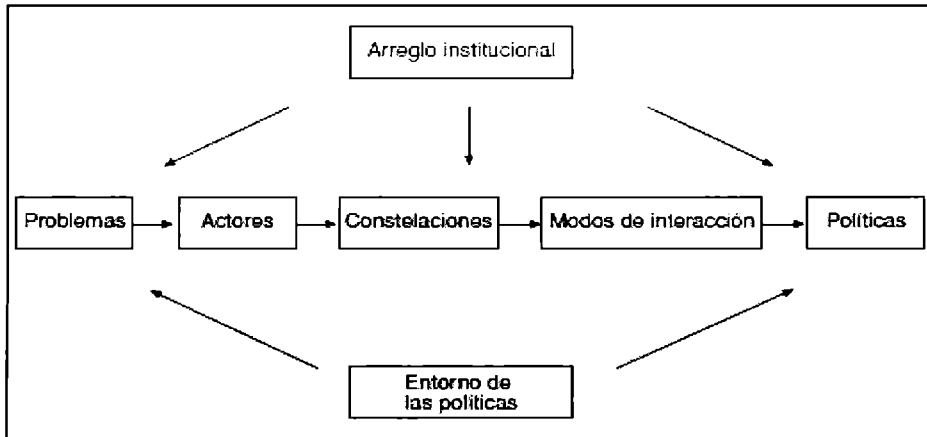 Arreglo institucional
Problemas
Actores
Constelaciones
Modos de interacción
Políticas
Entorno de
las políticas